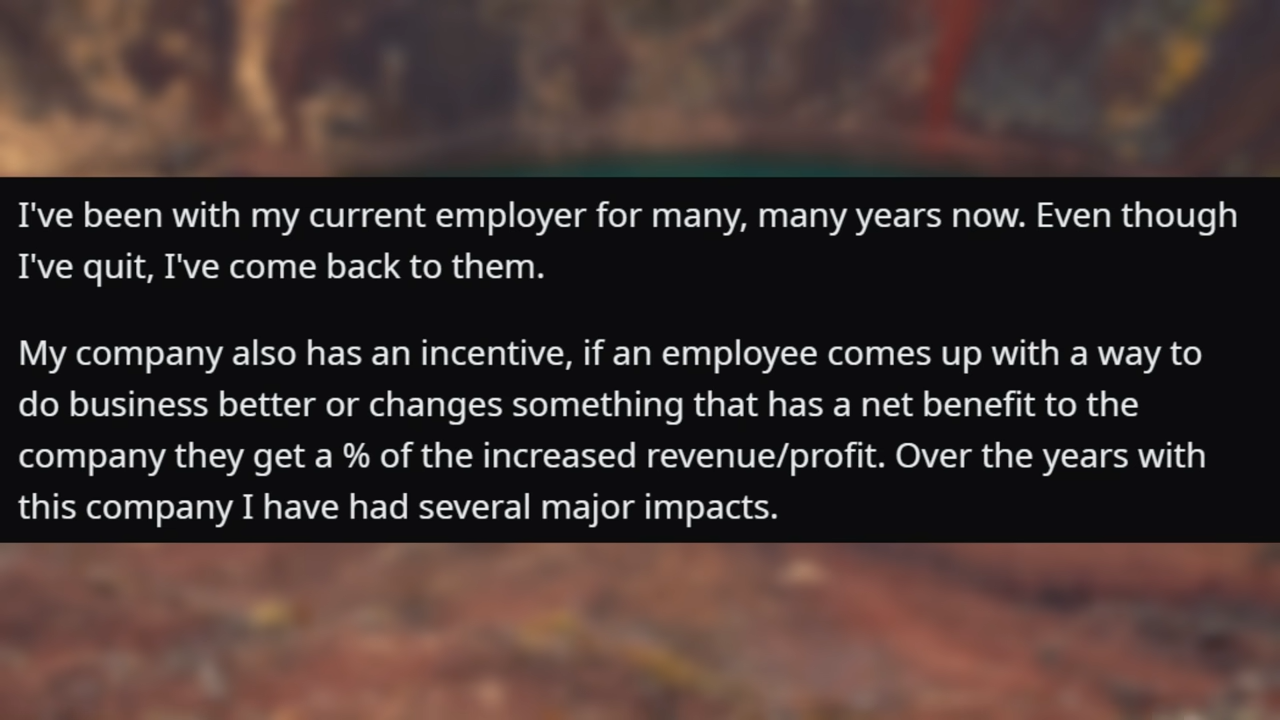 I've been with my current employer for many, many years now. Even though
I've quit, I've come back to them.
My company also has an incentive, if an employee comes up with a way to
do business better or changes something that has a net benefit to the
company they get a % of the increased revenue/profit. Over the years with
this company I have had several major impacts.